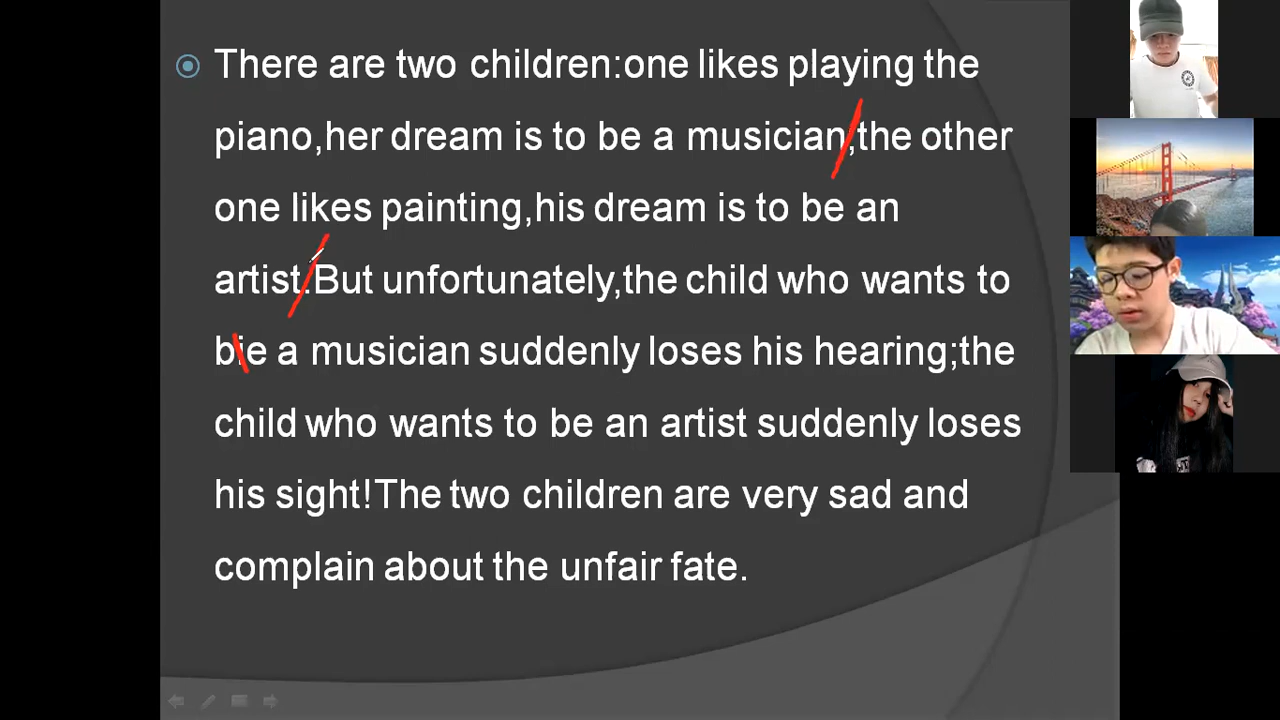 There are two children:one likes playing the
piano,her dream is to be a musician,the other
one likes painting,his dream is to be an
artist.But unfortunately,the child who wants to
bie a musician suddenly loses his hearing;the
child who wants to be an artist suddenly loses
his sight!The two children are very sad and
complain about the unfair fate.